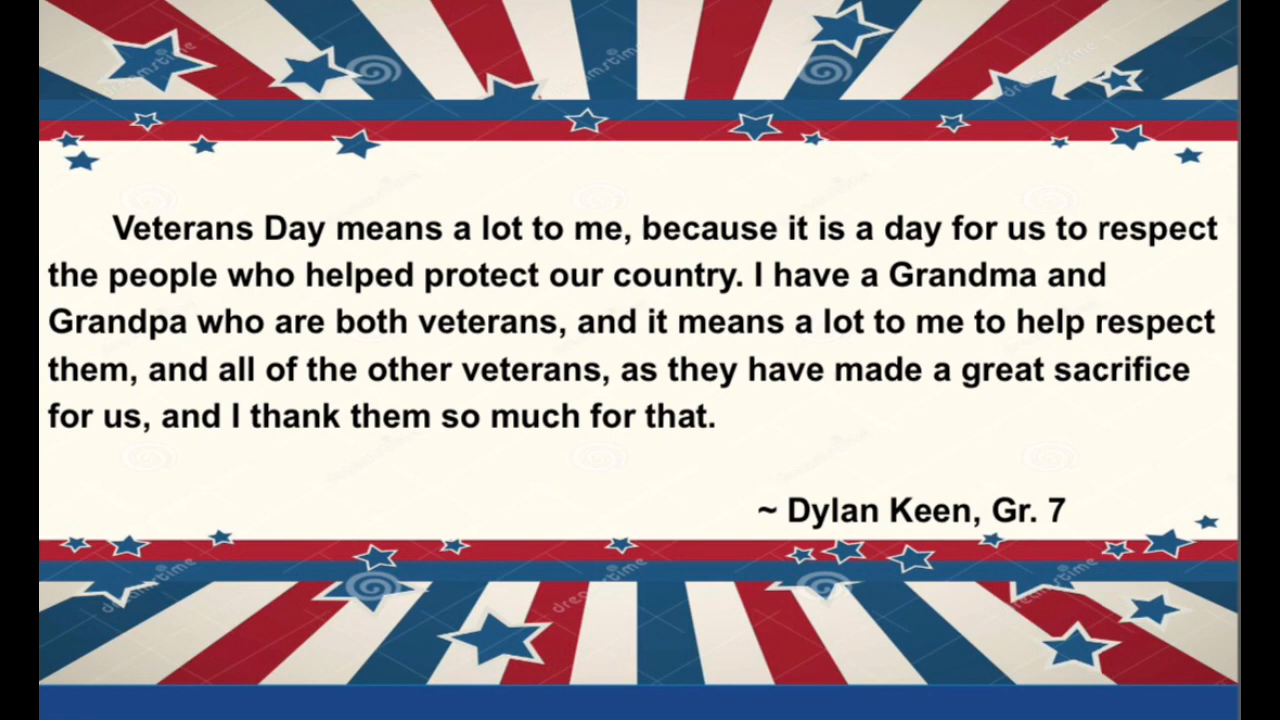 Veterans Day means a lot to me, because it is a day for us to respect
the people who helped protect our country. I have a Grandma and
Grandpa who are both veterans, and it means a lot to me to help respect
them, and all of the other veterans, as they have made a great sacrifice
for us, and I thank them so much for that.
~ Dylan Keen, Gr. 7